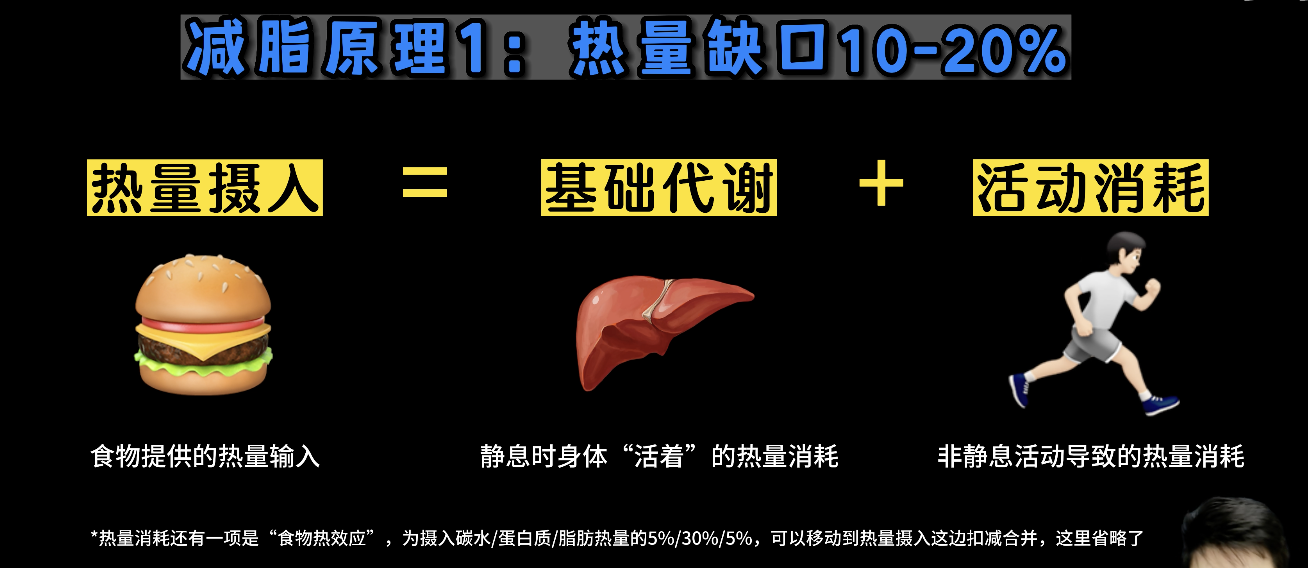 减脂原理1：热量缺口10-20%
热量摄入 = 基础代谢 + 活动消耗
食物提供的热量输入 静息时身体“活着”的热量消耗 非静息活动导致的热量消耗
*热量消耗还有一项是“食物热效应”，为摄入碳水/蛋白质/脂肪热量的5%/30%/5%，可以移动到热量摄入这边扣减合并，这里省略了